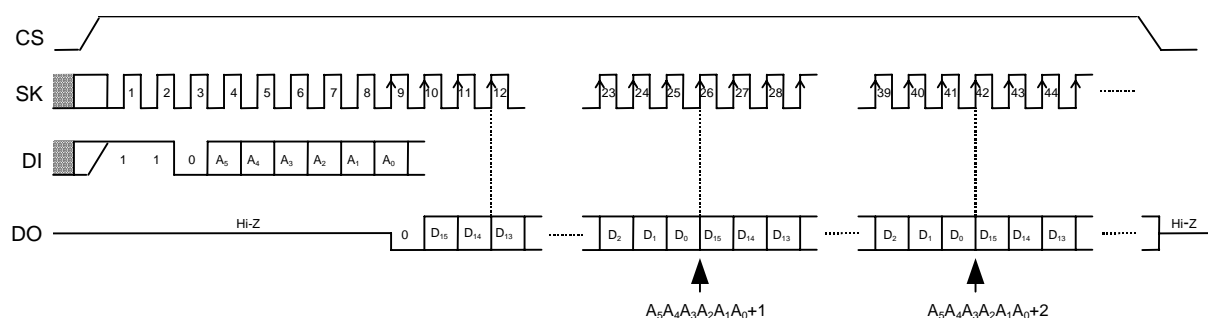 CS
SK 1 2 3 4 5 6 7 8 9 10 11 12 23 24 25 26 27 28 39 40 41 42 43 44
DI 1 1 0 A₅ A₄ A₃ A₂ A₁ A₀
DO Hi-Z 0 D₁₅ D₁₄ D₁₃ D₂ D₁ D₀ D₁₅ D₁₄ D₁₃ D₂ D₁ D₀ D₁₅ D₁₄ D₁₃ Hi-Z
A₅A₄A₃A₂A₁A₀+1 A₅A₄A₃A₂A₁A₀+2